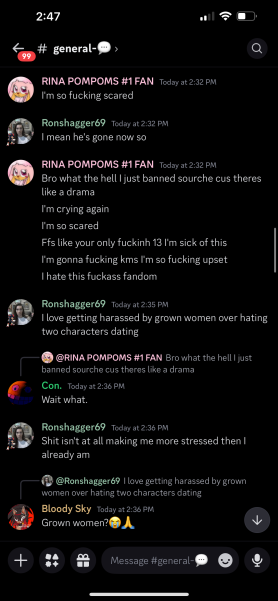 2:47
99
# general-💬 ›
RINA POMPOMS #1 FAN Today at 2:32 PM
I'm so fucking scared
Ronshagger69 Today at 2:32 PM
I mean he's gone now so
RINA POMPOMS #1 FAN Today at 2:32 PM
Bro what the hell I just banned sourche cus theres
like a drama
I'm crying again
I'm so scared
Ffs like your only fuckinh 13 I'm sick of this
I'm gonna fucking kms I'm so fucking upset
I hate this fuckass fandom
Ronshagger69 Today at 2:35 PM
I love getting harassed by grown women over hating
two characters dating
@RINA POMPOMS #1 FAN Bro what the hell I just
banned sourche cus theres like a drama
Con. Today at 2:36 PM
Wait what.
Ronshagger69 Today at 2:36 PM
Shit isn't at all making me more stressed then I
already am
@Ronshagger69 I love getting harassed by grown
women over hating two characters dating
Bloody Sky Today at 2:36 PM
Grown women?😭🙏
Message #general-💬